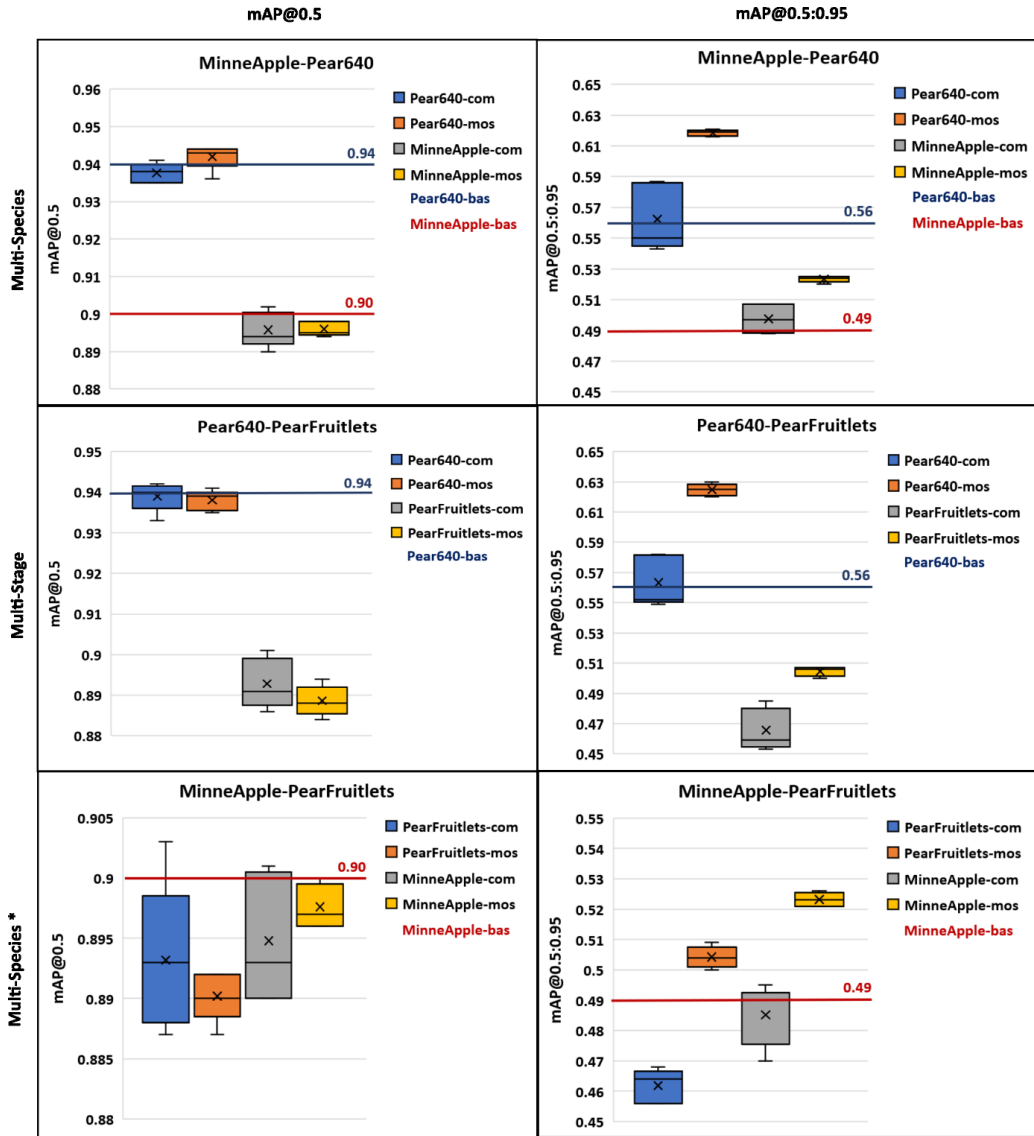 mAP@0.5
mAP@0.5:0.95
Multi-Species
MinneApple-Pear640
mAP@0.5
0.96
0.95
0.94
0.93
0.92
0.91
0.9
0.89
0.88
Pear640-com
Pear640-mos
MinneApple-com
MinneApple-mos
Pear640-bas
MinneApple-bas
0.94
0.90
MinneApple-Pear640
mAP@0.5:0.95
0.65
0.63
0.61
0.59
0.57
0.55
0.53
0.51
0.49
0.47
0.45
Pear640-com
Pear640-mos
MinneApple-com
MinneApple-mos
Pear640-bas
MinneApple-bas
0.56
0.49
Multi-Stage
Pear640-PearFruitlets
mAP@0.5
0.95
0.94
0.93
0.92
0.91
0.9
0.89
0.88
Pear640-com
Pear640-mos
PearFruitlets-com
PearFruitlets-mos
Pear640-bas
0.94
Pear640-PearFruitlets
mAP@0.5:0.95
0.65
0.63
0.61
0.59
0.57
0.55
0.53
0.51
0.49
0.47
0.45
Pear640-com
Pear640-mos
PearFruitlets-com
PearFruitlets-mos
Pear640-bas
0.56
Multi-Species *
MinneApple-PearFruitlets
mAP@0.5
0.905
0.9
0.895
0.89
0.885
0.88
PearFruitlets-com
PearFruitlets-mos
MinneApple-com
MinneApple-mos
MinneApple-bas
0.90
MinneApple-PearFruitlets
mAP@0.5:0.95
0.55
0.54
0.53
0.52
0.51
0.5
0.49
0.48
0.47
0.46
0.45
PearFruitlets-com
PearFruitlets-mos
MinneApple-com
MinneApple-mos
MinneApple-bas
0.49